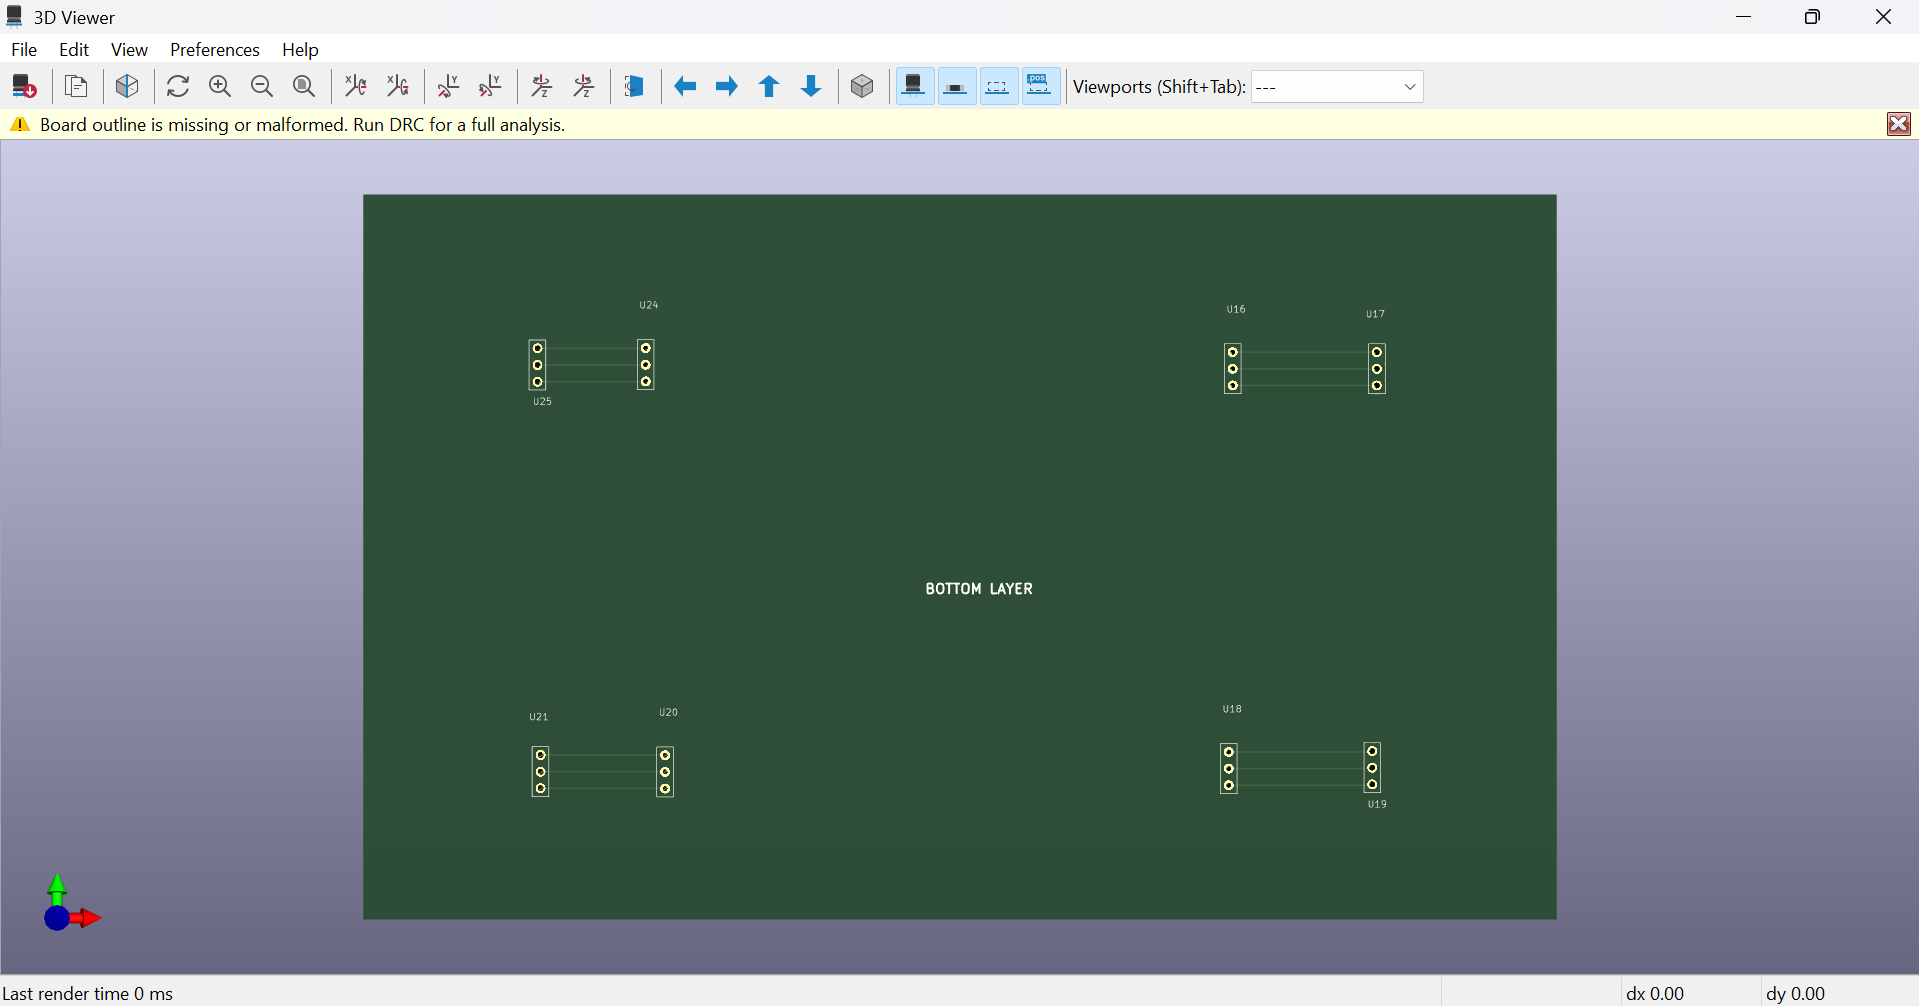 3D Viewer
File Edit View Preferences Help
Viewports (Shift+Tab): ---
Board outline is missing or malformed. Run DRC for a full analysis.
U24
U16
U17
U25
BOTTOM LAYER
U21
U20
U18
U19
Last render time 0 ms
dx 0.00
dy 0.00